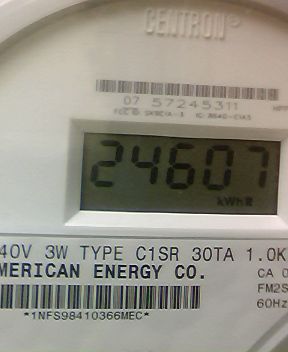 CENTRON®
07 57245311
24607
kWh
40V 3W TYPE C1SR 30TA 1.0K
MERICAN ENERGY CO.
CA 0
FM2S
60Hz
*1NFS98410366MEC*